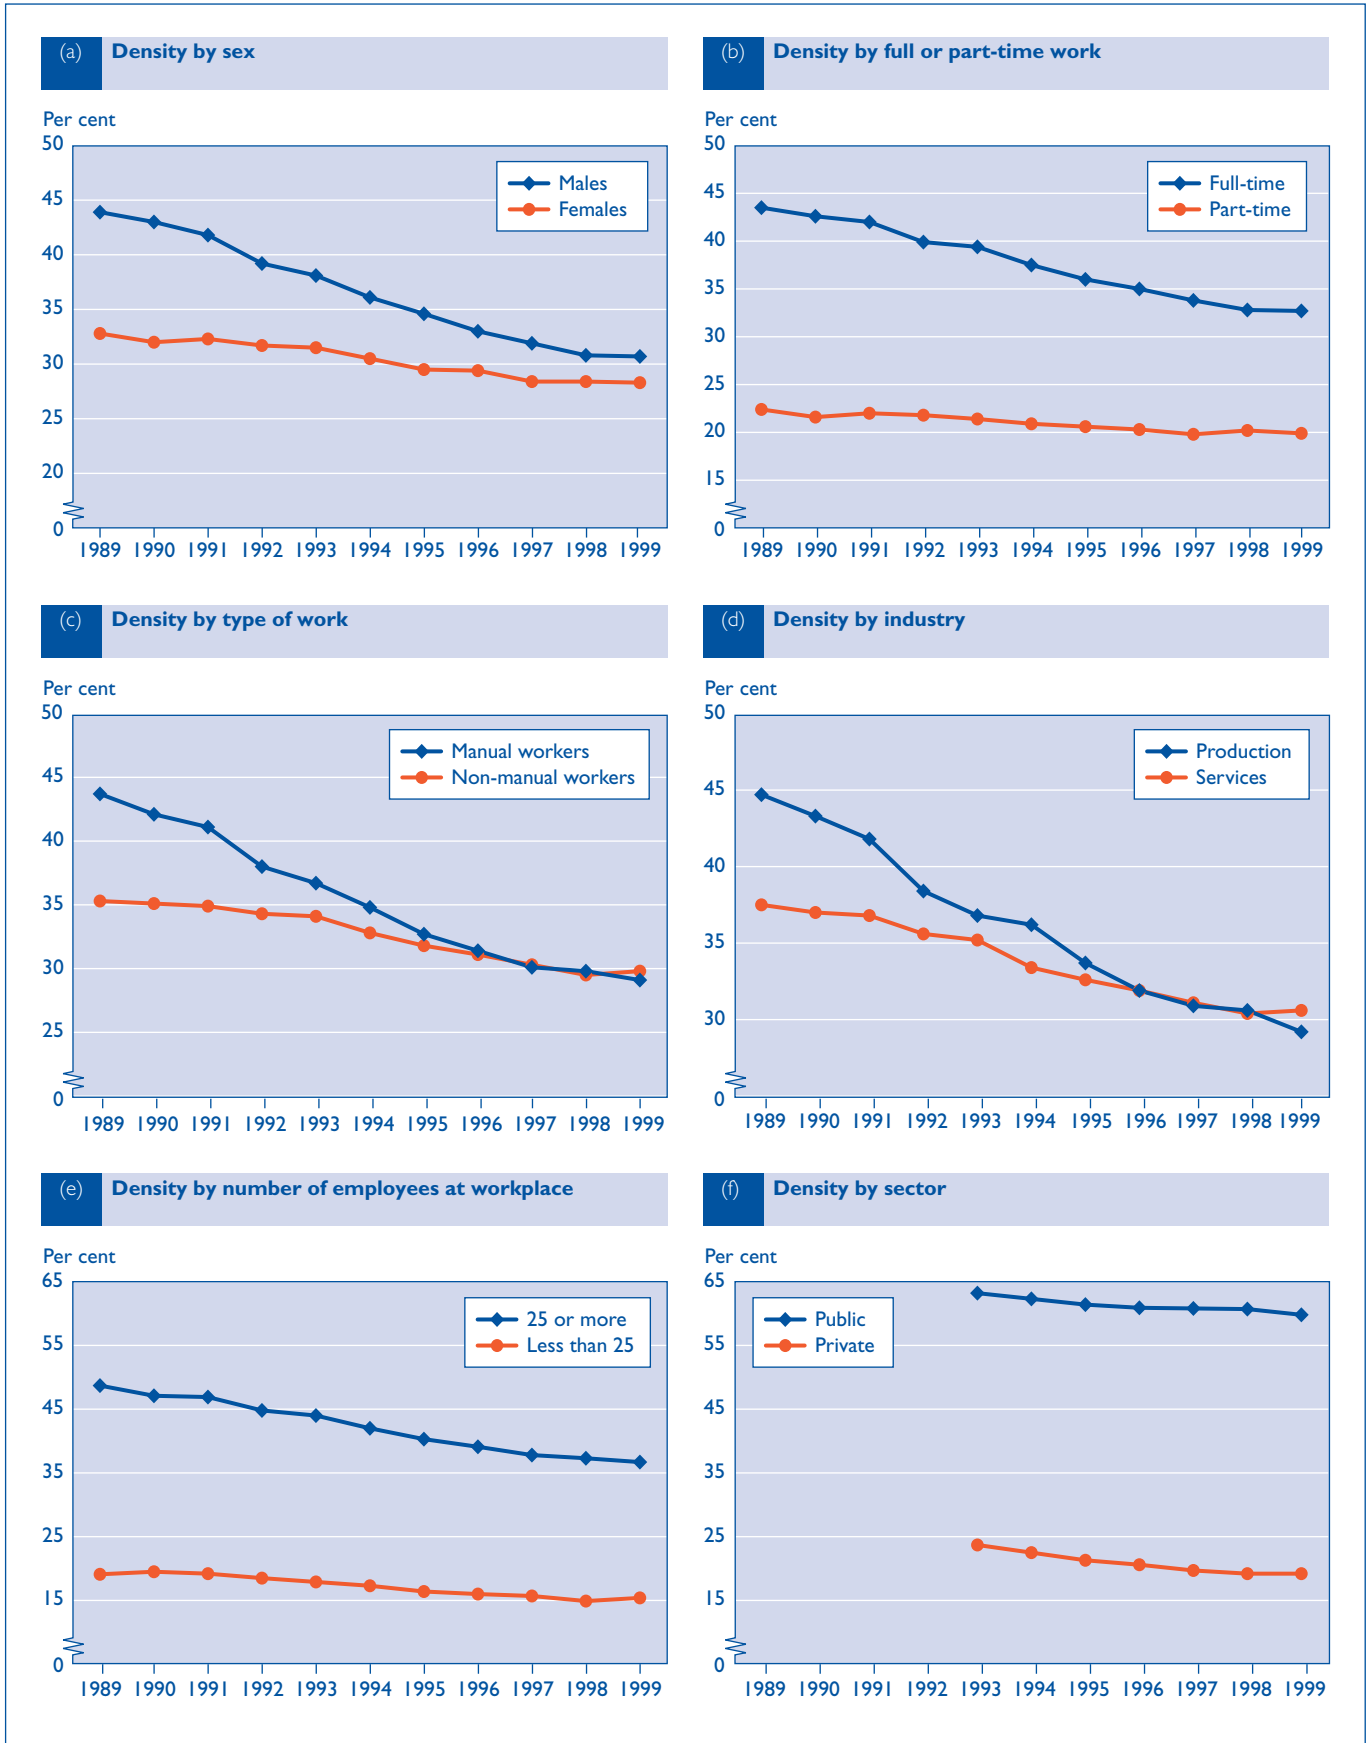 (a) Density by sex
Per cent
50
45
40
35
30
25
20
0
Males
Females
1989 1990 1991 1992 1993 1994 1995 1996 1997 1998 1999
(b) Density by full or part-time work
Per cent
50
45
40
35
30
25
20
15
0
Full-time
Part-time
1989 1990 1991 1992 1993 1994 1995 1996 1997 1998 1999
(c) Density by type of work
Per cent
50
45
40
35
30
25
0
Manual workers
Non-manual workers
1989 1990 1991 1992 1993 1994 1995 1996 1997 1998 1999
(d) Density by industry
Per cent
50
45
40
35
30
0
Production
Services
1989 1990 1991 1992 1993 1994 1995 1996 1997 1998 1999
(e) Density by number of employees at workplace
Per cent
65
55
45
35
25
15
0
25 or more
Less than 25
1989 1990 1991 1992 1993 1994 1995 1996 1997 1998 1999
(f) Density by sector
Per cent
65
55
45
35
25
15
0
Public
Private
1989 1990 1991 1992 1993 1994 1995 1996 1997 1998 1999